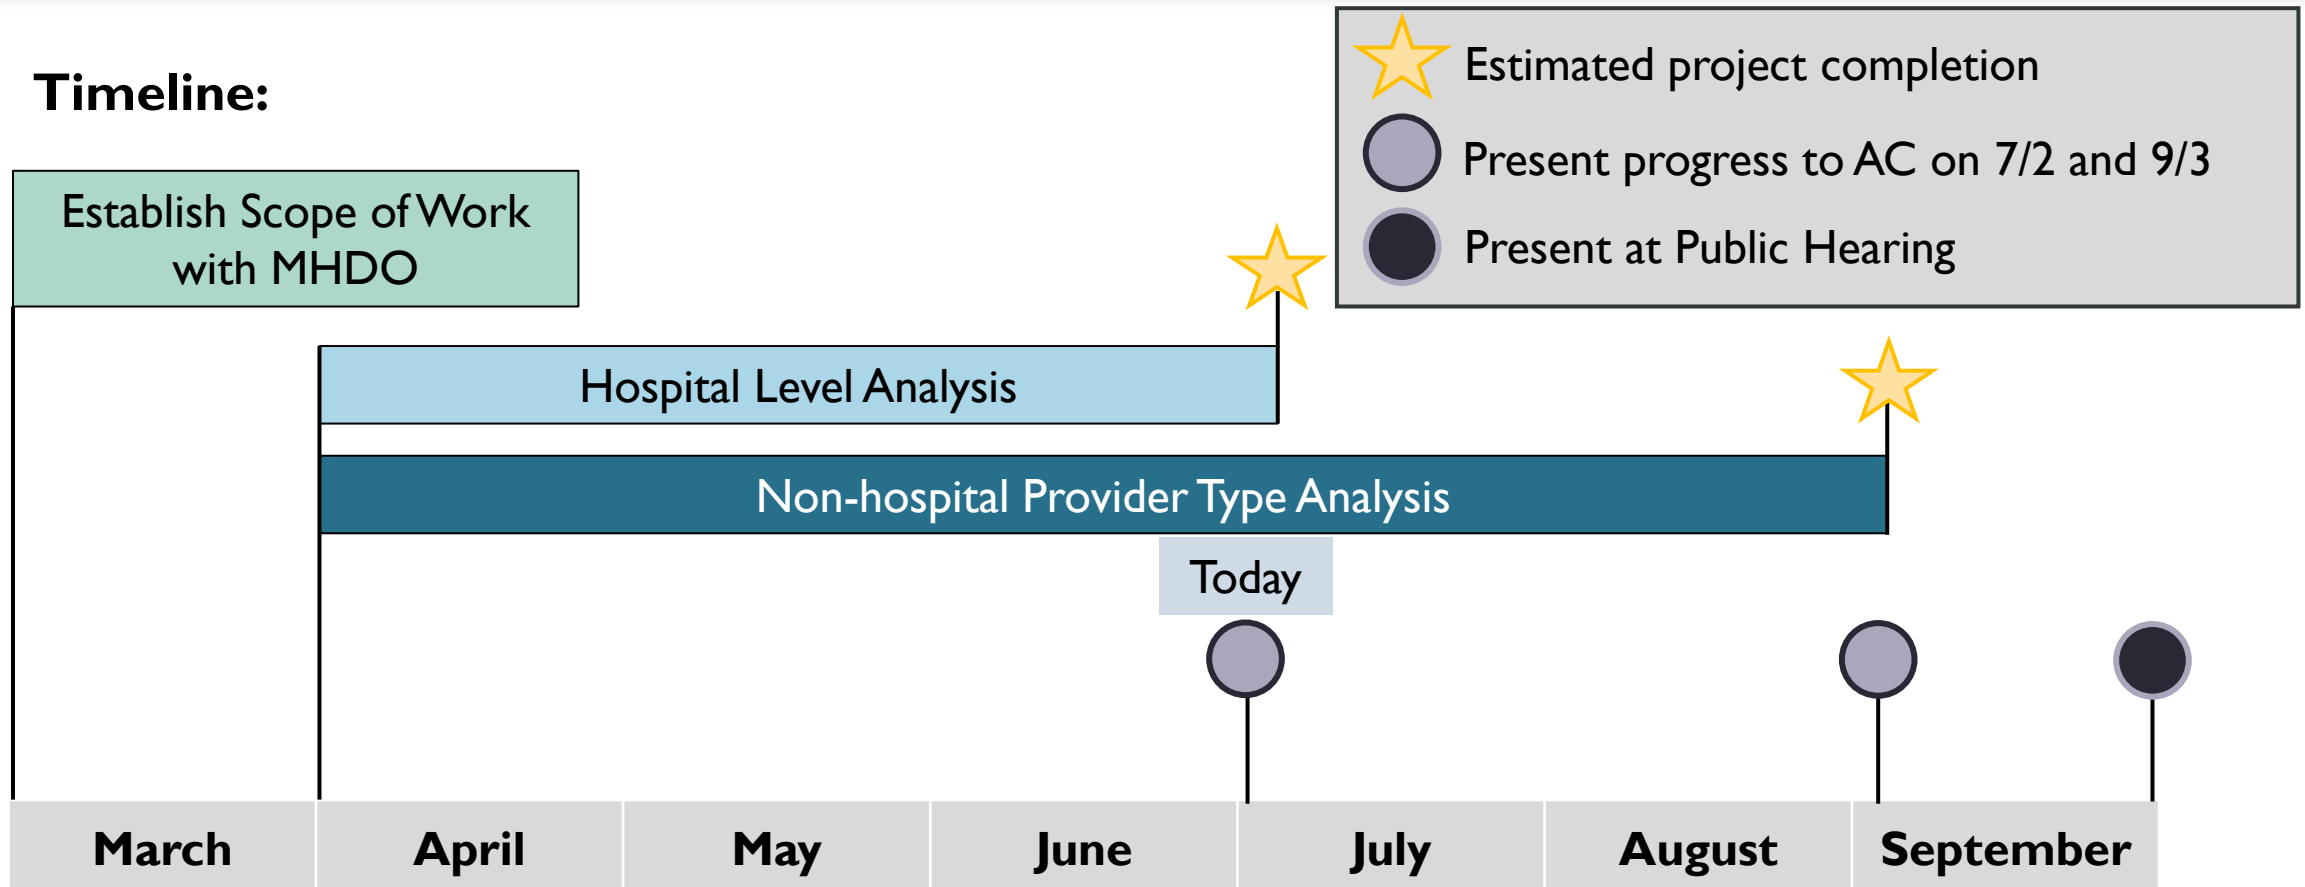 Timeline:
Estimated project completion
Present progress to AC on 7/2 and 9/3
Present at Public Hearing
Establish Scope of Work
with MHDO
Hospital Level Analysis
Non-hospital Provider Type Analysis
Today
March April May June July August September